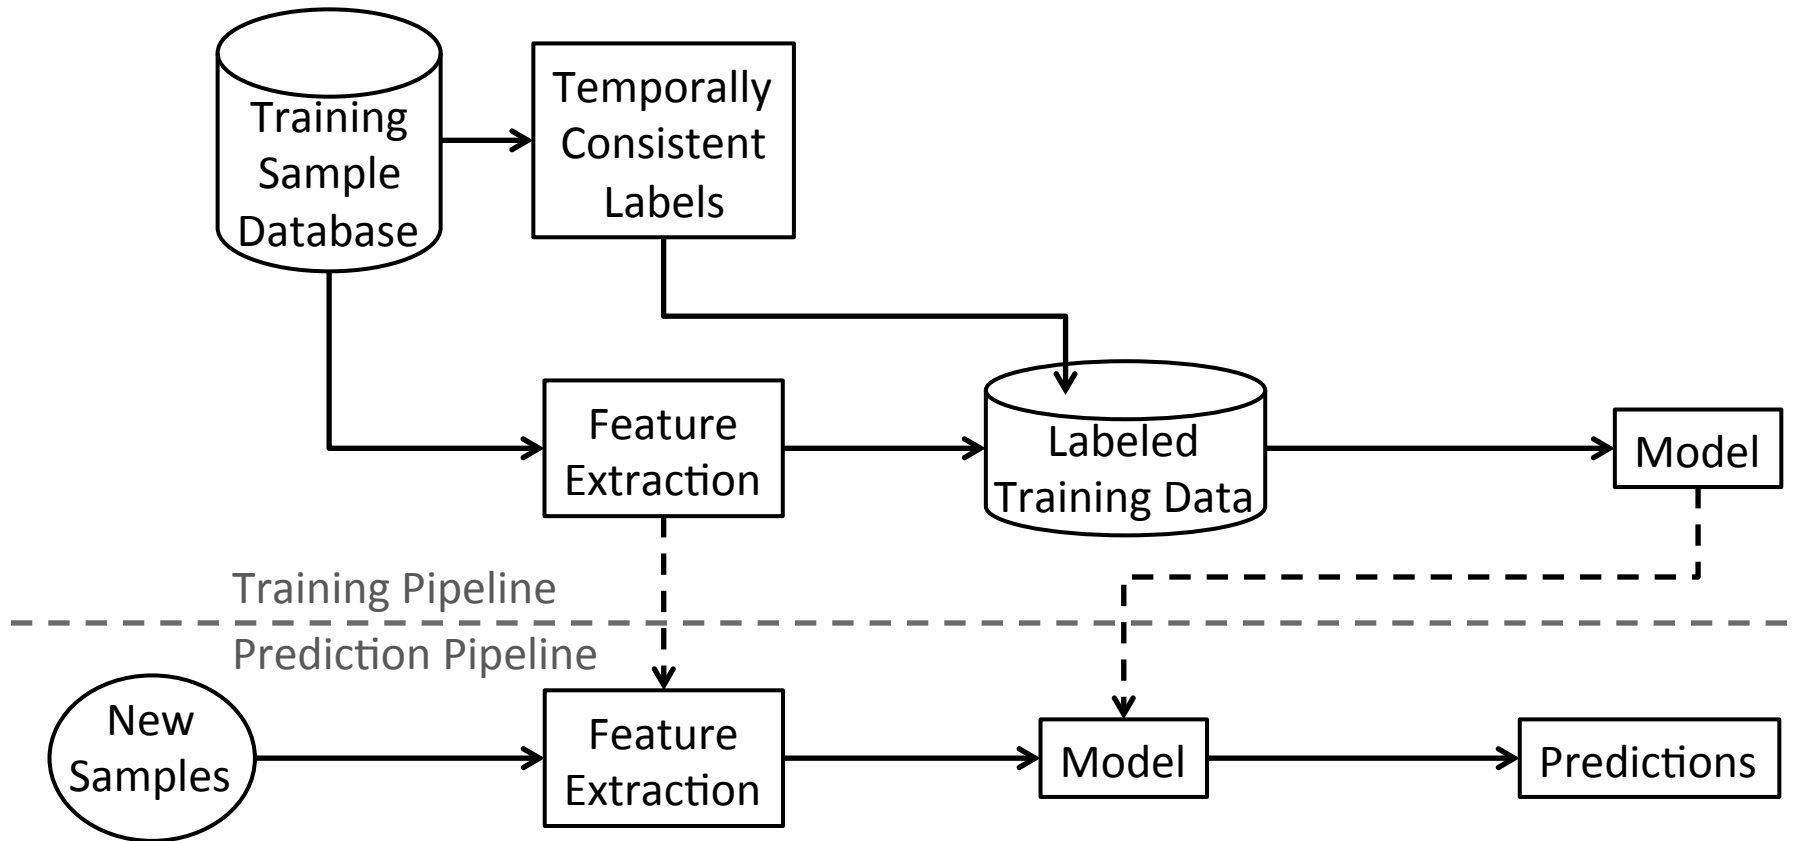 Training
Sample
Database
Temporally
Consistent
Labels
Feature
Extraction
Labeled
Training Data
Model
Training Pipeline
Prediction Pipeline
New
Samples
Feature
Extraction
Model
Predictions